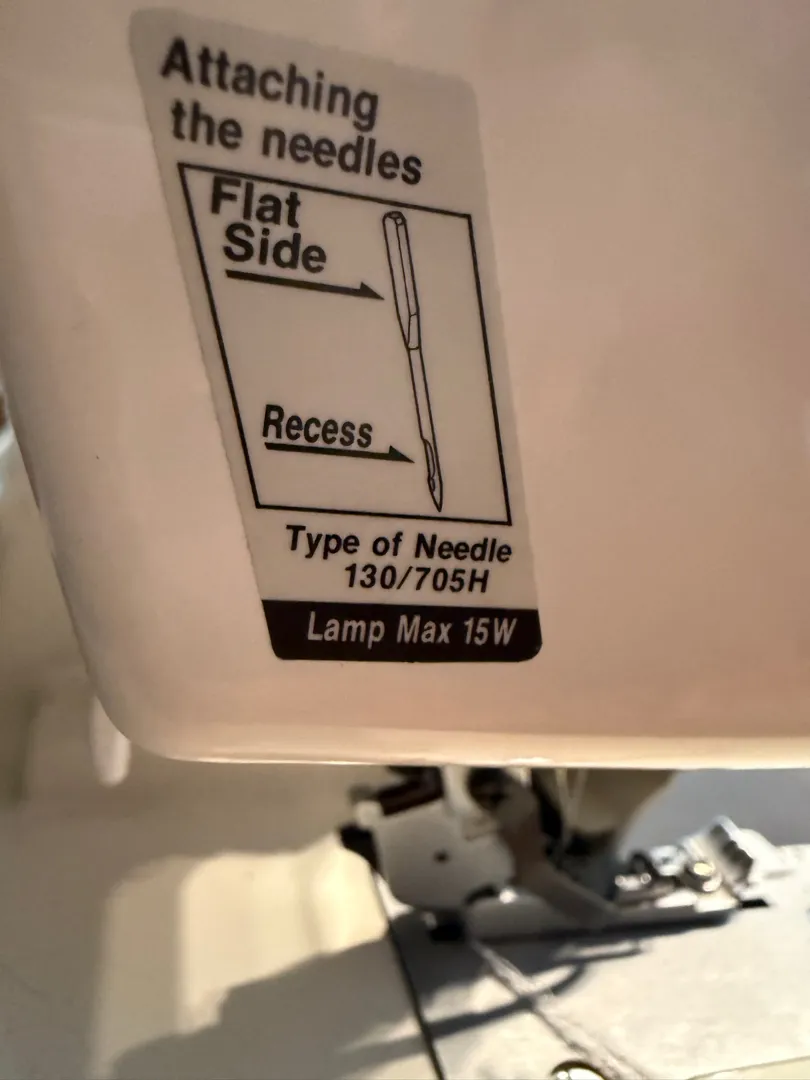 Attaching
the needles
Flat
Side
Recess
Type of Needle
130/705H
Lamp Max 15W